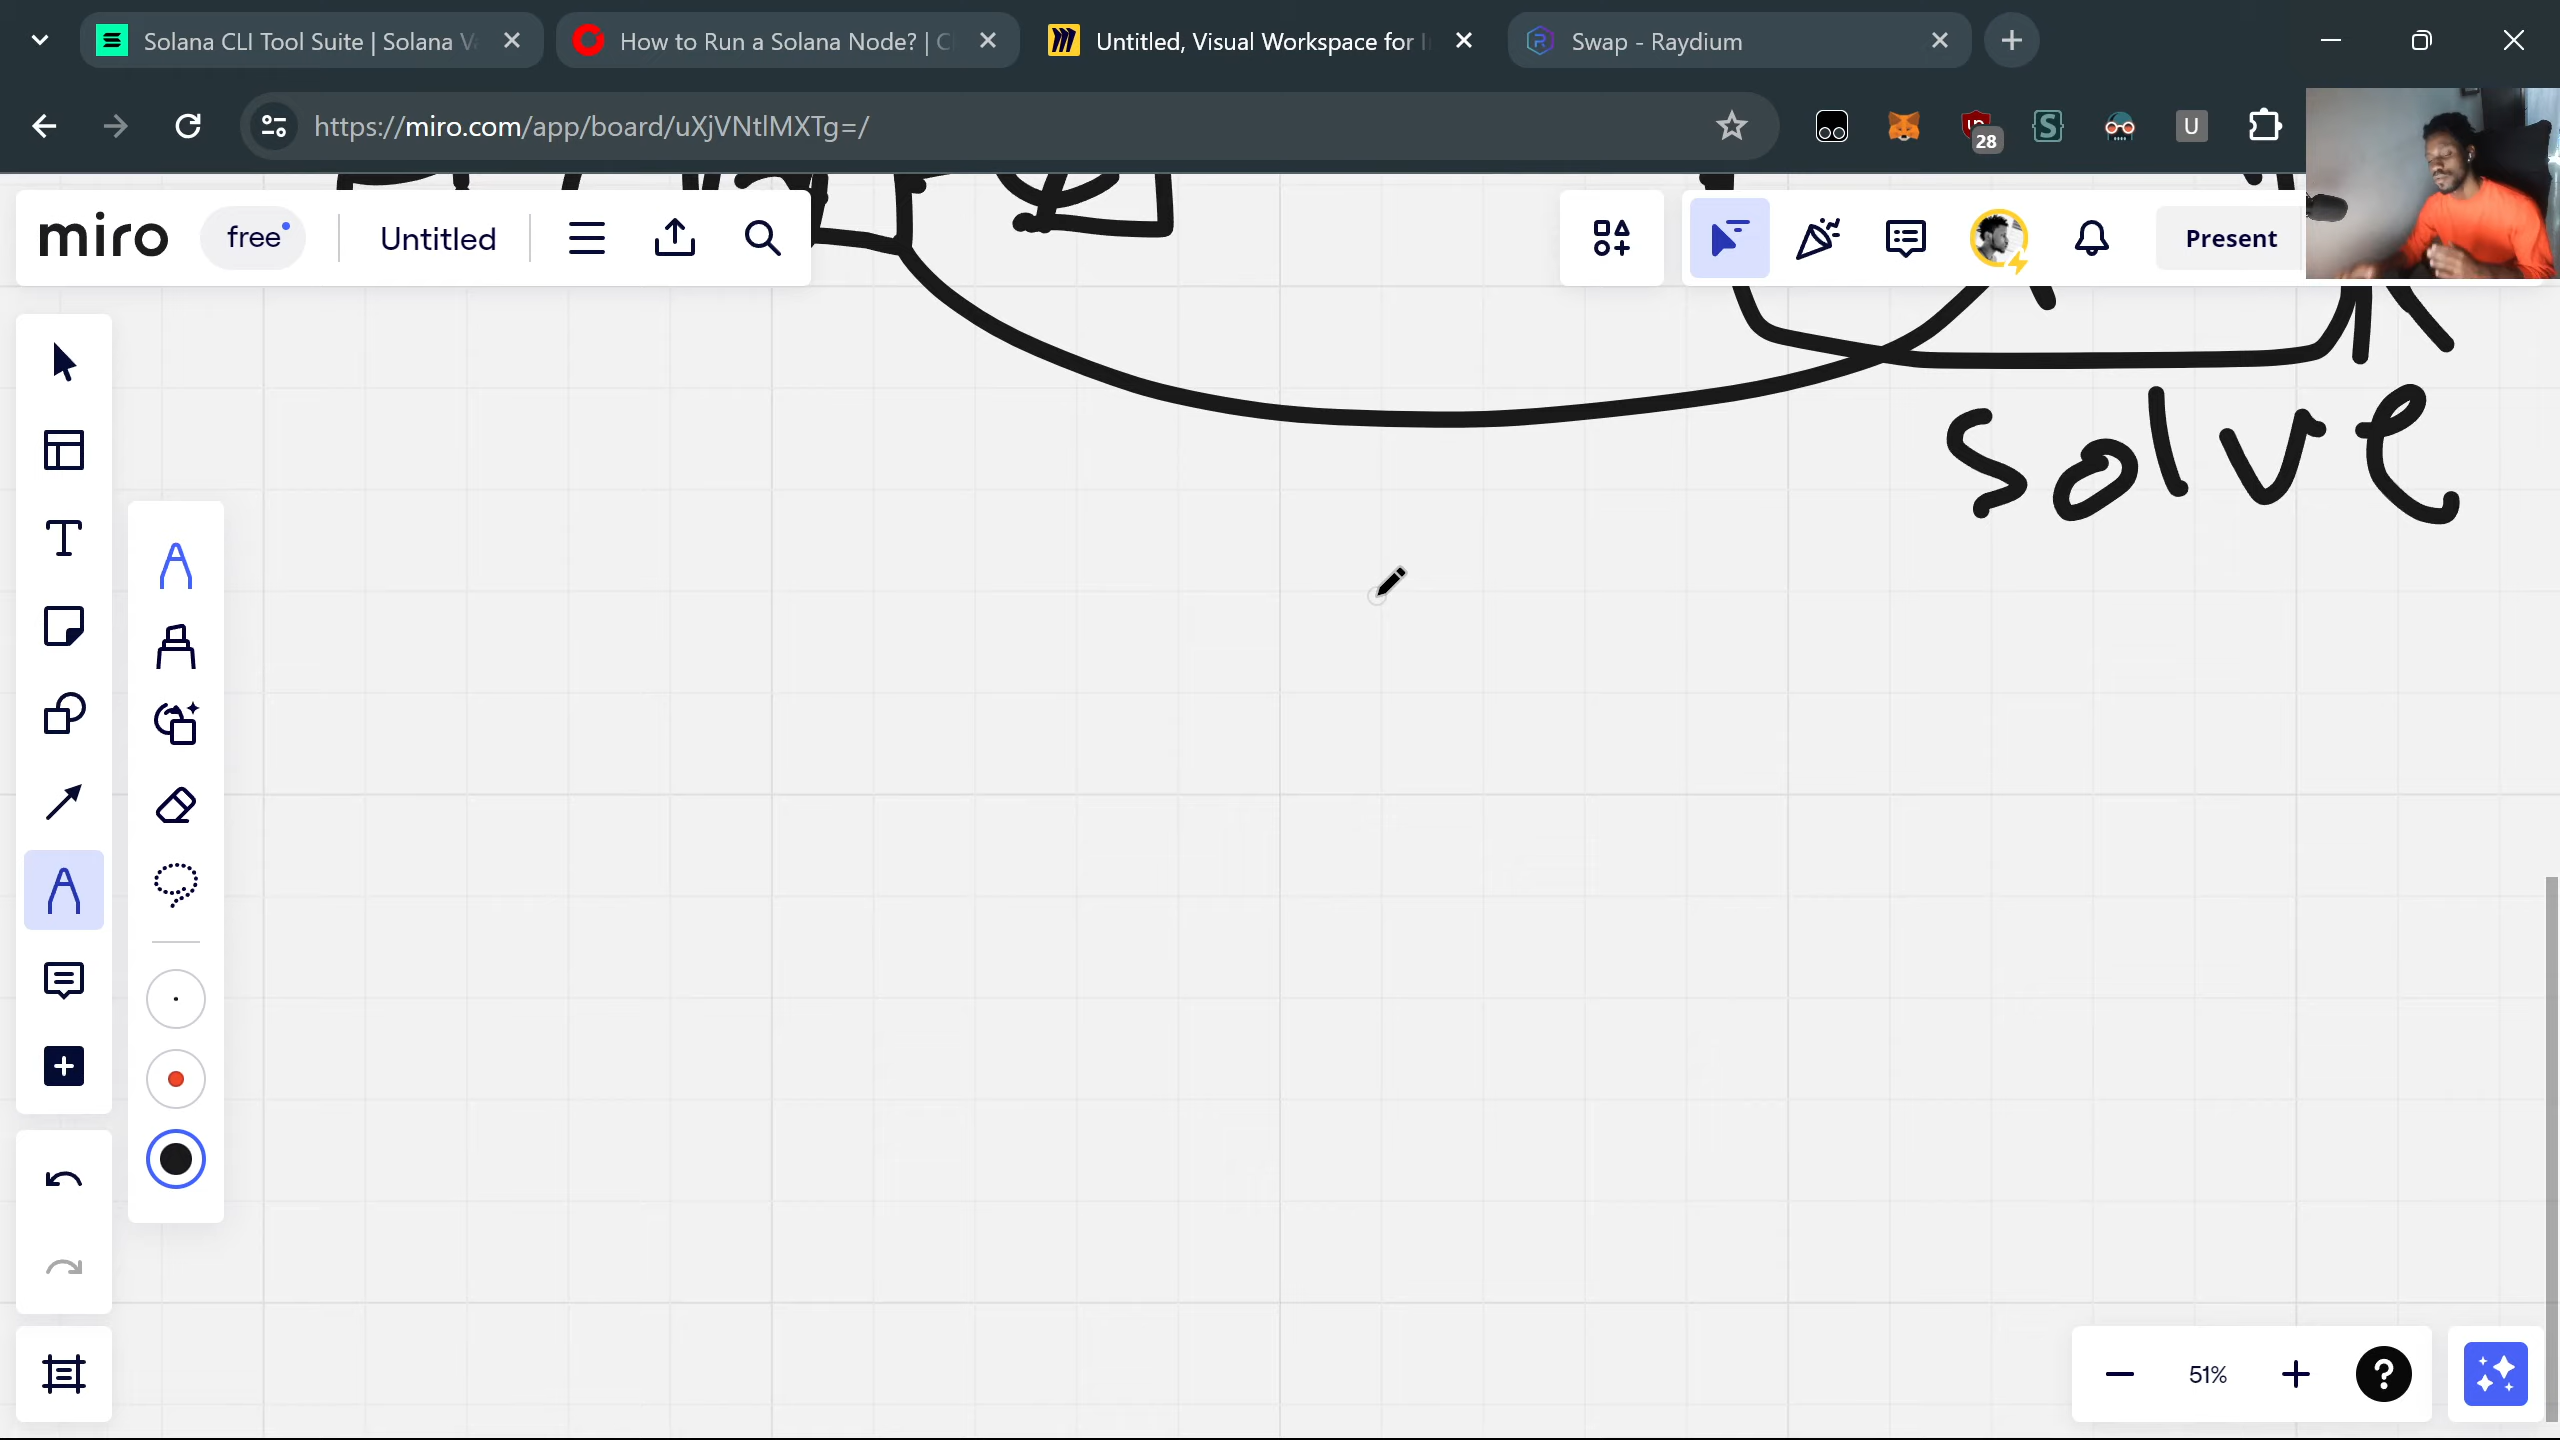 Solana CLI Tool Suite | Solana V
How to Run a Solana Node? | C
Untitled, Visual Workspace for I
Swap - Raydium
https://miro.com/app/board/uXjVNtlMXTg=/
28
U
miro
free
Untitled
Present
solve
51%